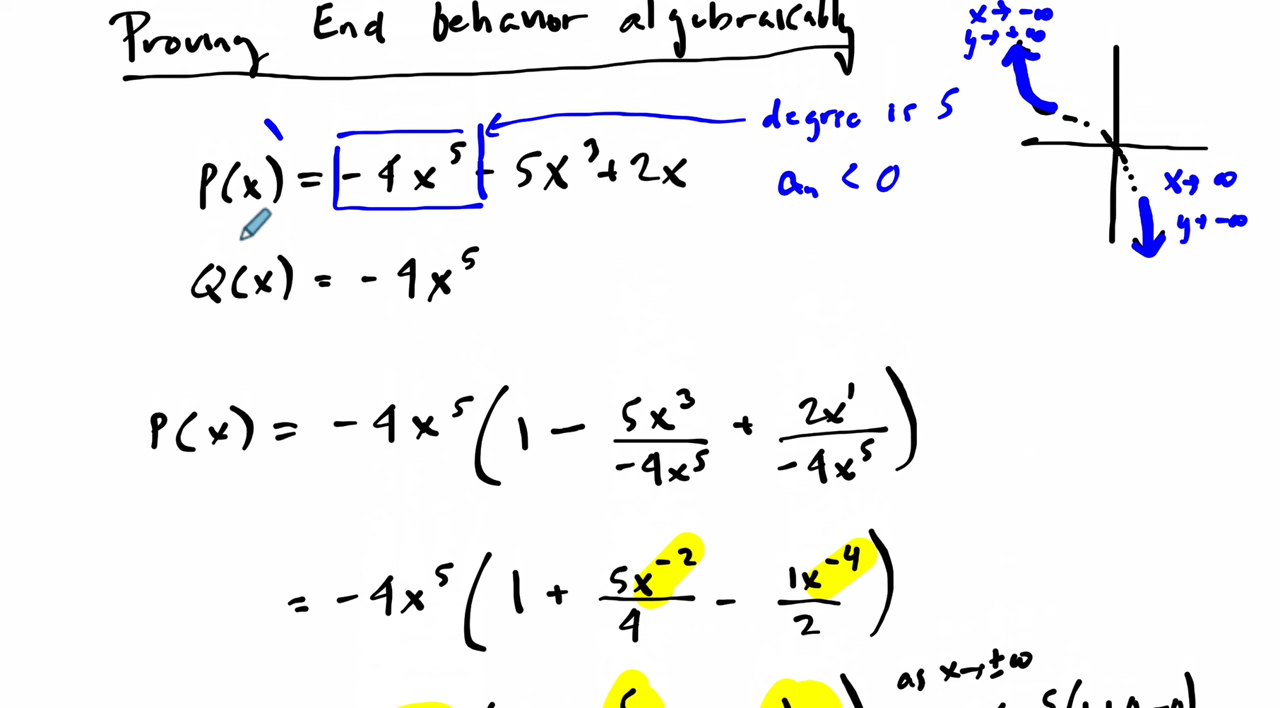 Proving End behavior algebraically
x → -∞
y → +∞
degree is 5
P(x) = -4x⁵ - 5x³ + 2x
aₙ < 0
x → ∞
y → -∞
Q(x) = -4x⁵
P(x) = -4x⁵ (1 - 5x³/-4x⁵ + 2x¹/-4x⁵)
= -4x⁵ (1 + 5x⁻²/4 - 1x⁻⁴/2)
as x → ±∞